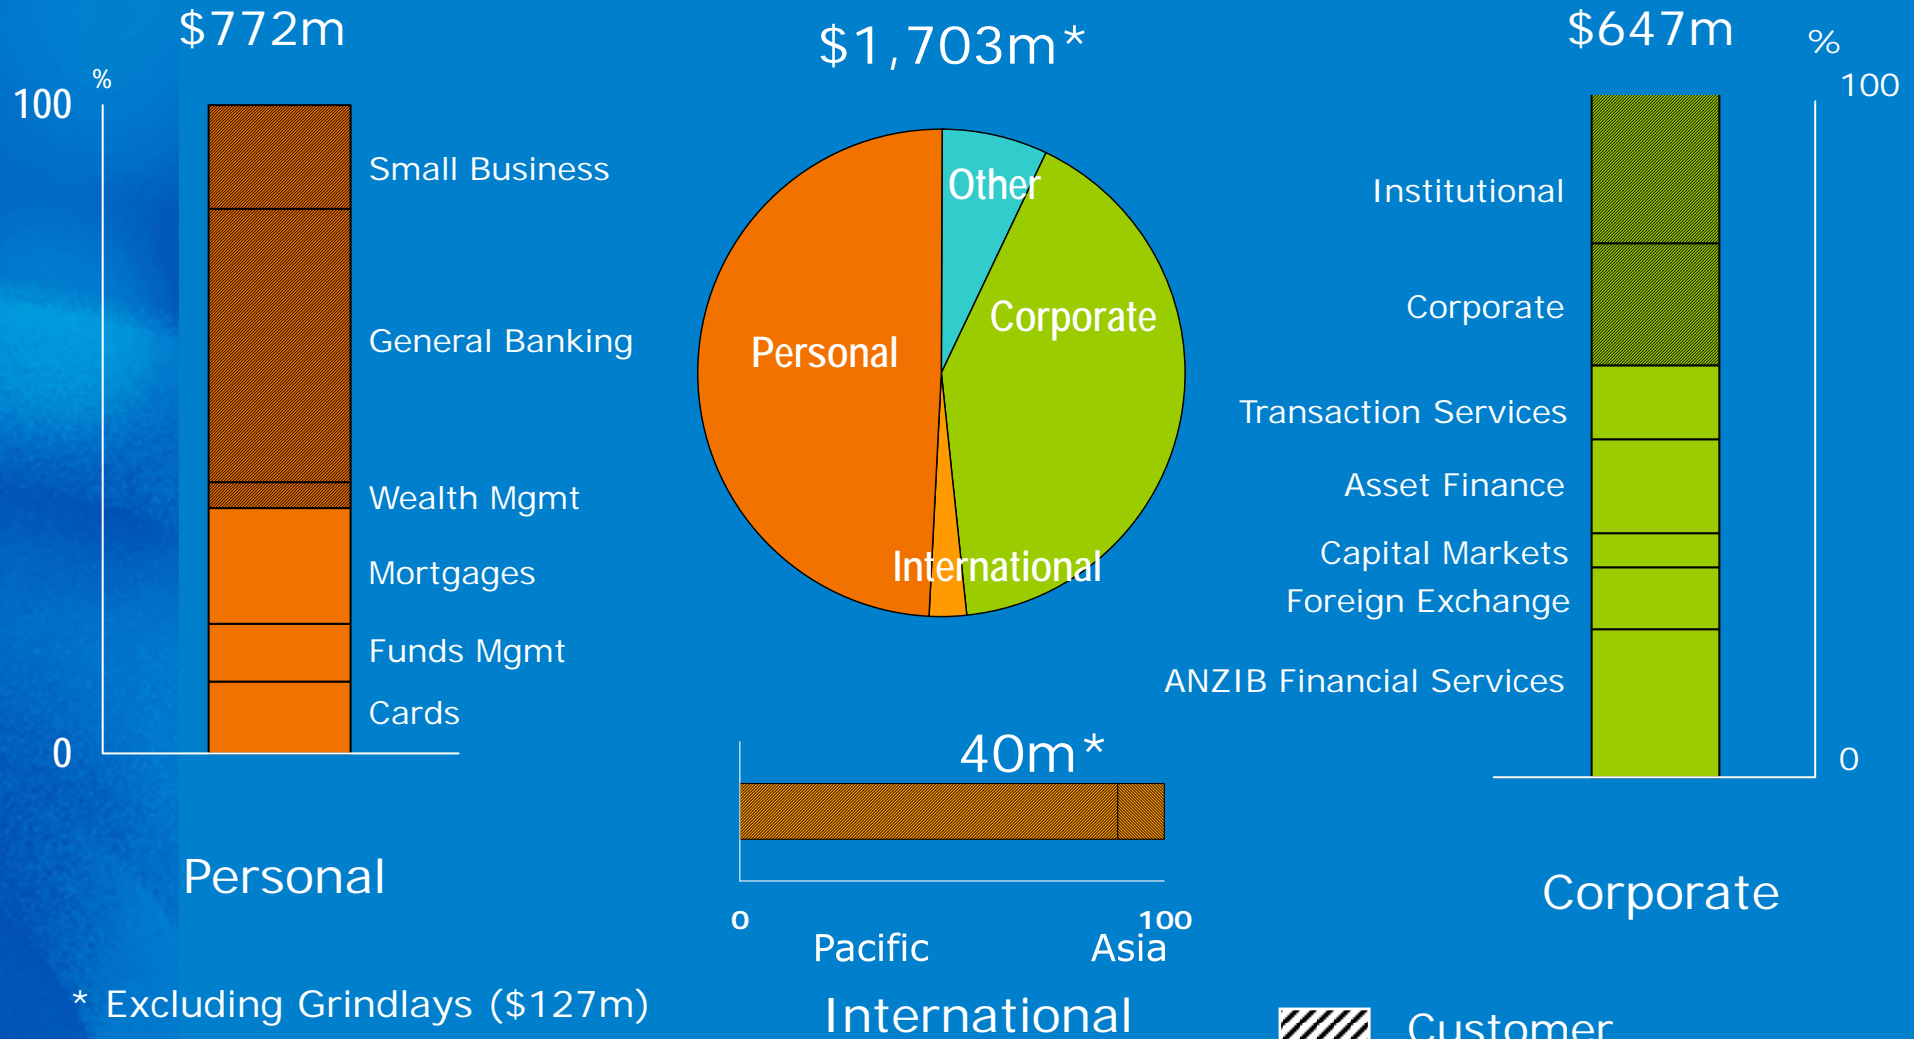 $772m
$1,703m*
$647m
%
%
100
100
Small Business
General Banking
Wealth Mgmt
Mortgages
Funds Mgmt
Cards
0
Personal
Other
Corporate
Personal
International
Institutional
Corporate
Transaction Services
Asset Finance
Capital Markets
Foreign Exchange
ANZIB Financial Services
0
Corporate
40m*
0
100
Pacific
Asia
International
* Excluding Grindlays ($127m)
Customer